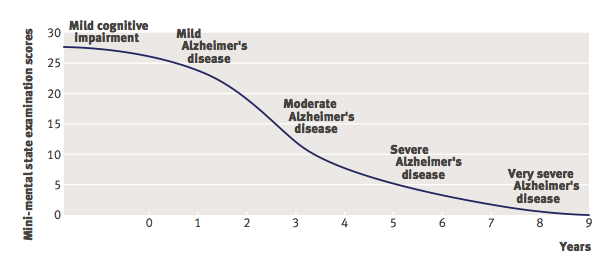 Mild cognitive
impairment
Mild
Alzheimer's
disease
Moderate
Alzheimer's
disease
Severe
Alzheimer's
disease
Very severe
Alzheimer's
disease
Mini-mental state examination scores
30
25
20
15
10
5
0
0 1 2 3 4 5 6 7 8 9
Years